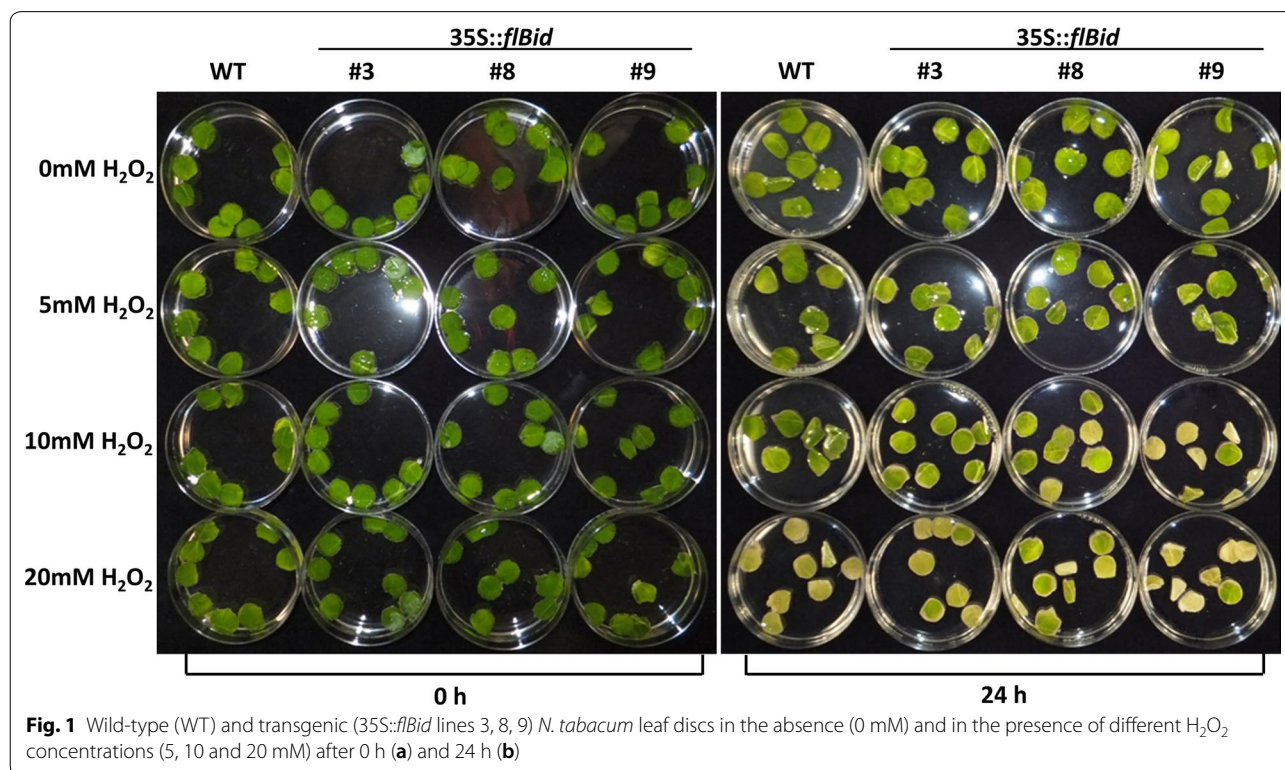 35S::flBid 35S::flBid
WT #3 #8 #9 WT #3 #8 #9
0mM H₂O₂
5mM H₂O₂
10mM H₂O₂
20mM H₂O₂
0 h 24 h
Fig. 1 Wild-type (WT) and transgenic (35S::flBid lines 3, 8, 9) N. tabacum leaf discs in the absence (0 mM) and in the presence of different H₂O₂
concentrations (5, 10 and 20 mM) after 0 h (a) and 24 h (b)